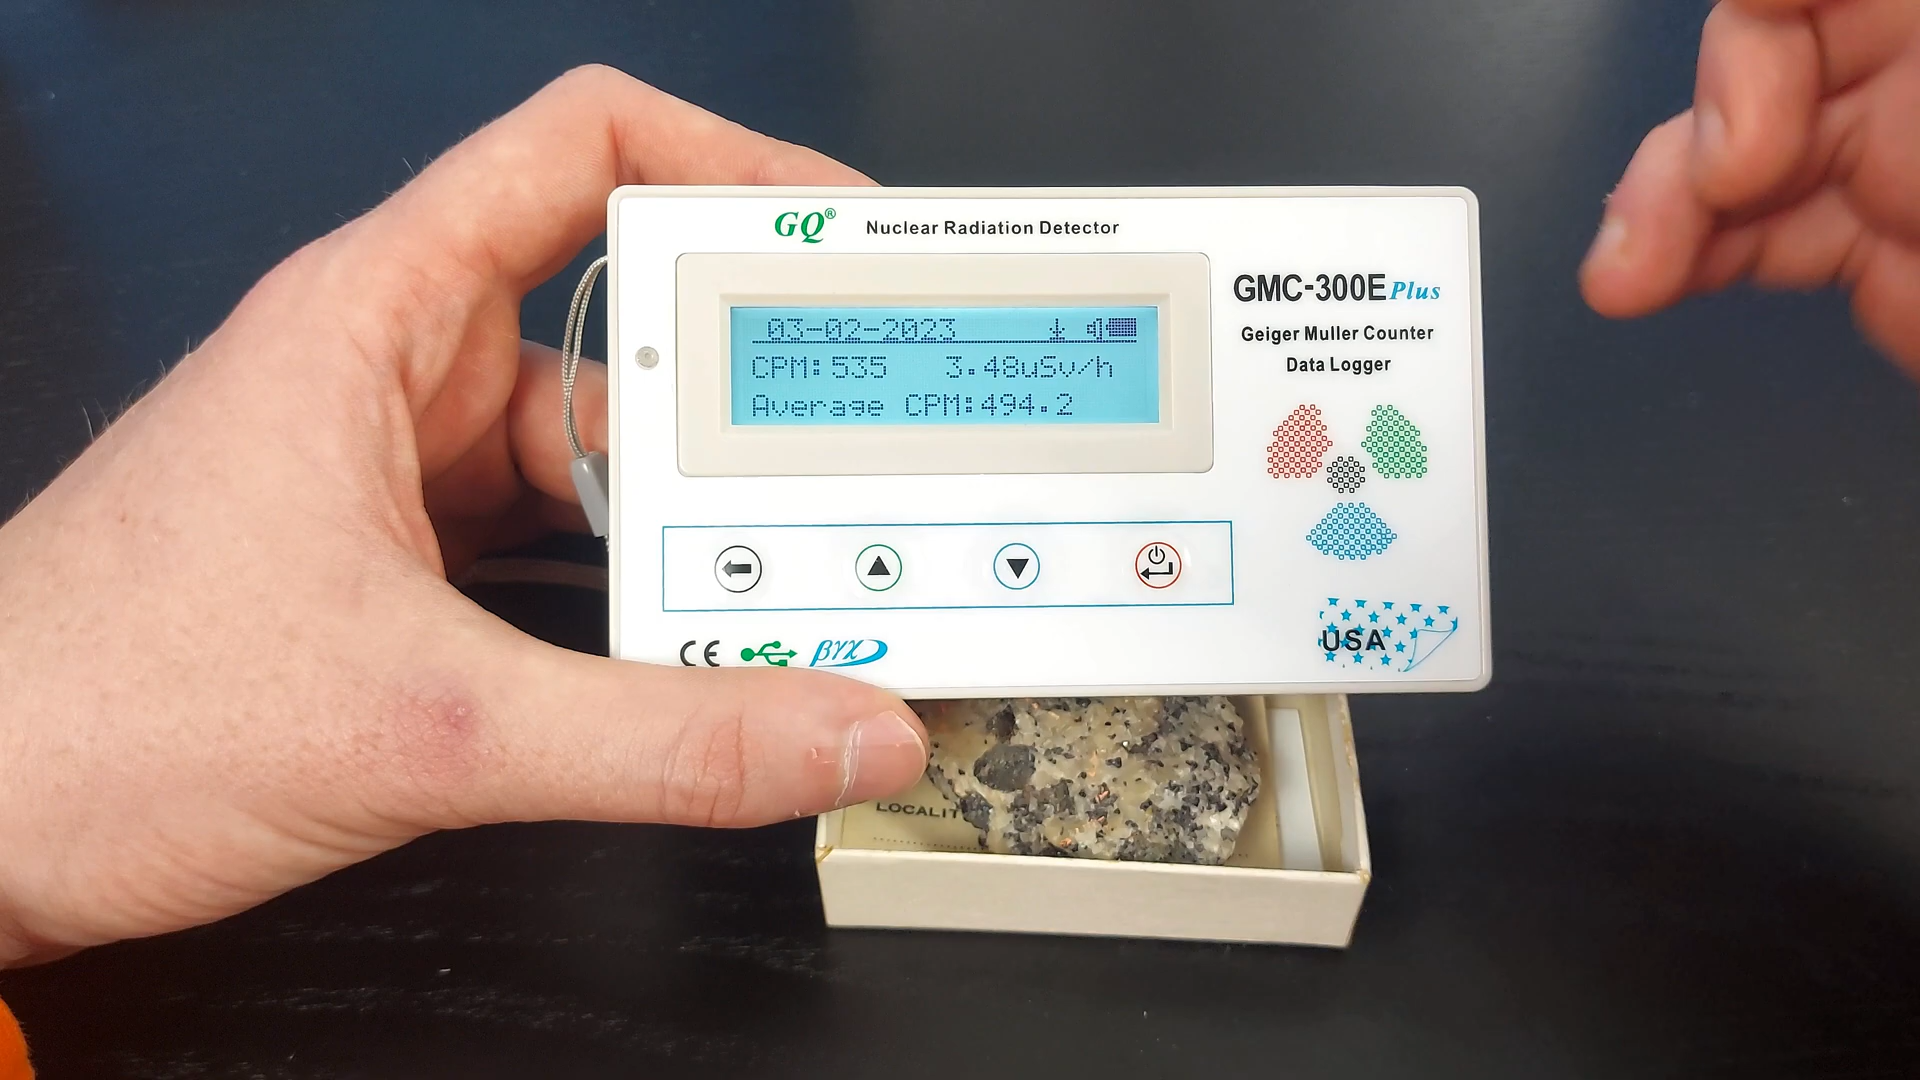 GQ® Nuclear Radiation Detector
GMC-300E Plus
Geiger Muller Counter
Data Logger
03-02-2023
CPM:535 3.48uSv/h
Average CPM:494.2
CE βγχ
USA
LOCALIT